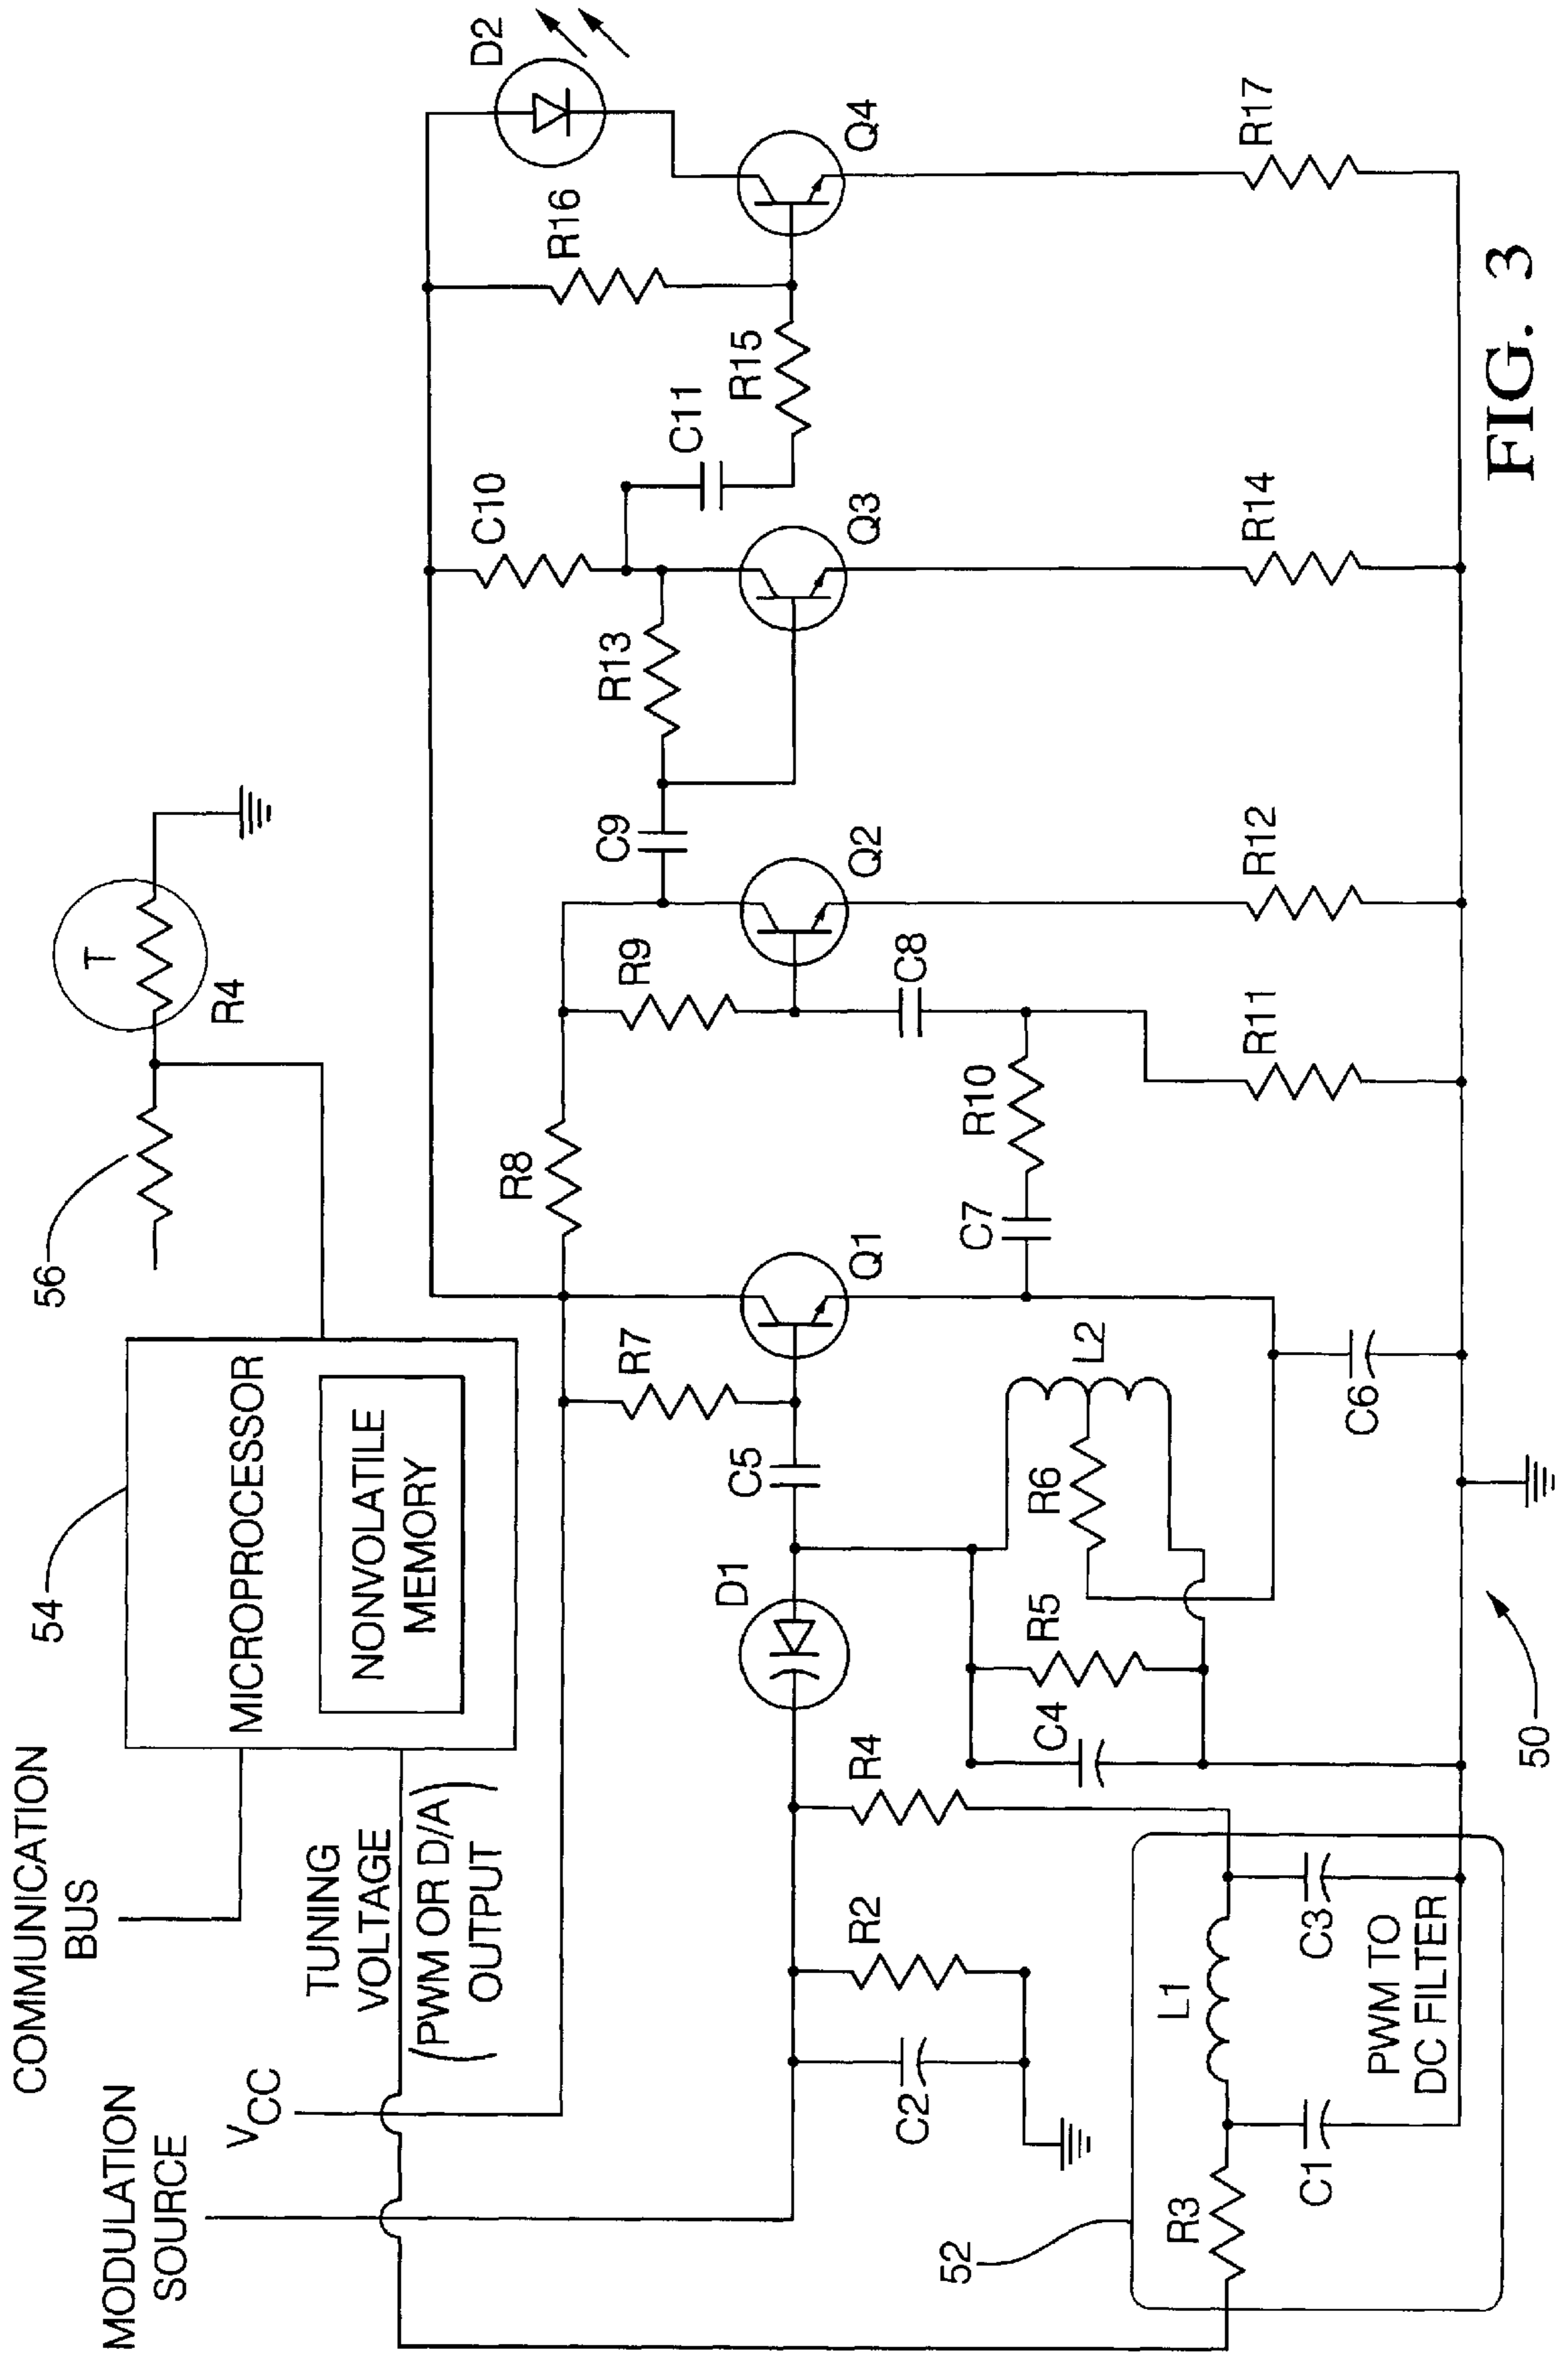 COMMUNICATION
BUS
MODULATION
SOURCE
VCC
TUNING
VOLTAGE
(PWM OR D/A)
OUTPUT
54
MICROPROCESSOR
NONVOLATILE
MEMORY
56
T
R4
R8
R7
C5
D1
Q1
R9
C9
Q2
C8
R10
C7
R11
R12
R13
C10
C11
Q3
R14
R15
R16
D2
Q4
R17
R4
R2
C2
C4
R5
R6
L2
C6
52
R3
L1
C1
C3
PWM TO
DC FILTER
50
FIG. 3